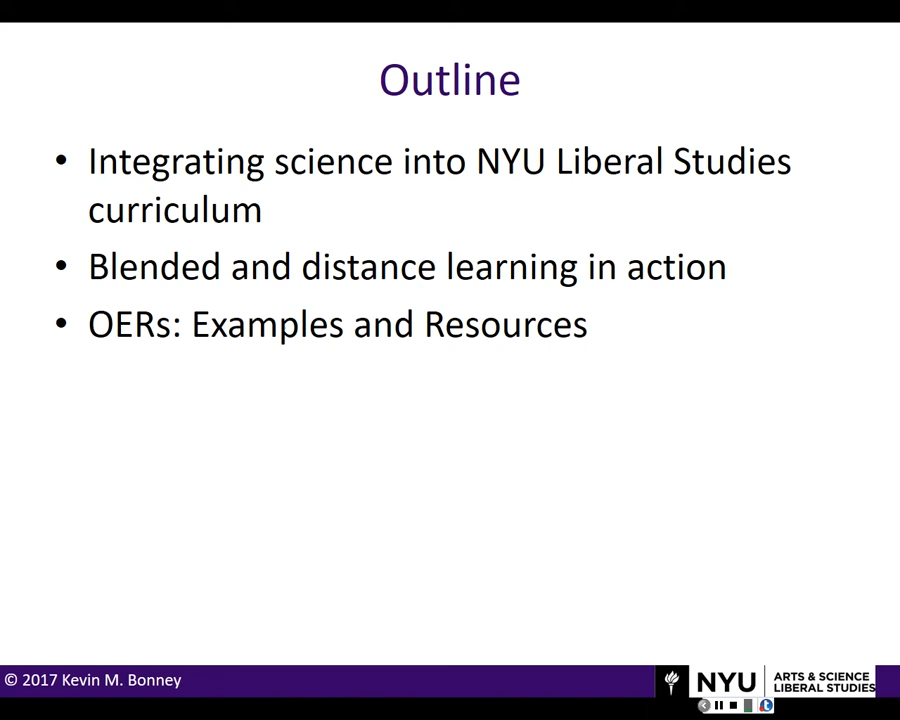 Outline
• Integrating science into NYU Liberal Studies
curriculum
• Blended and distance learning in action
• OERs: Examples and Resources
© 2017 Kevin M. Bonney
NYU
ARTS & SCIENCE
LIBERAL STUDIES